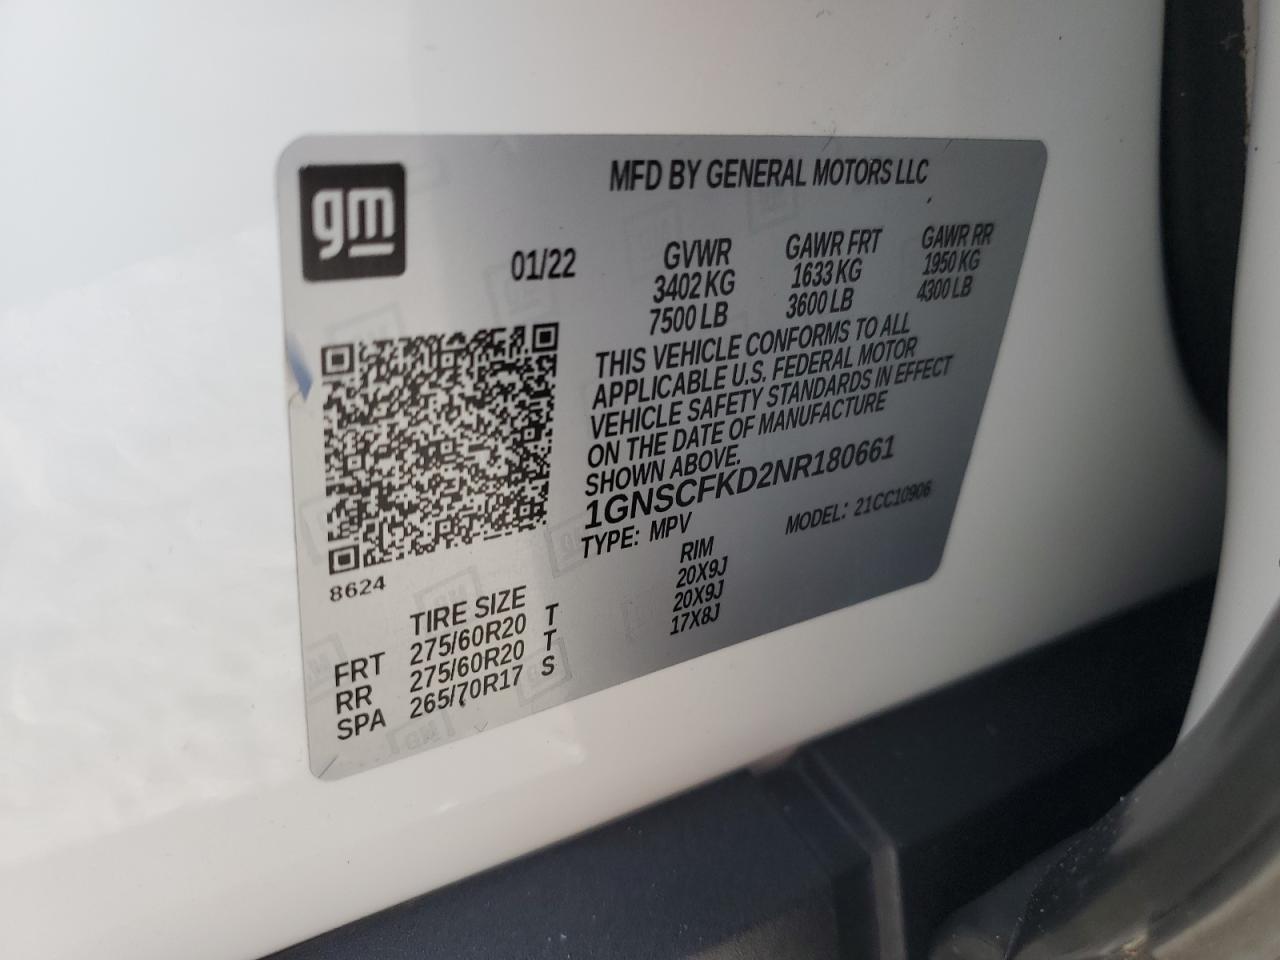 gm
MFD BY GENERAL MOTORS LLC
01/22
GVWR GAWR FRT GAWR RR
3402 KG 1633 KG 1950 KG
7500 LB 3600 LB 4300 LB
THIS VEHICLE CONFORMS TO ALL
APPLICABLE U.S. FEDERAL MOTOR
VEHICLE SAFETY STANDARDS IN EFFECT
ON THE DATE OF MANUFACTURE
SHOWN ABOVE.
1GNSCFKD2NR180661
TYPE: MPV MODEL: 21CC10906
8624
TIRE SIZE RIM
FRT 275/60R20 T 20X9J
RR 275/60R20 T 20X9J
SPA 265/70R17 S 17X8J